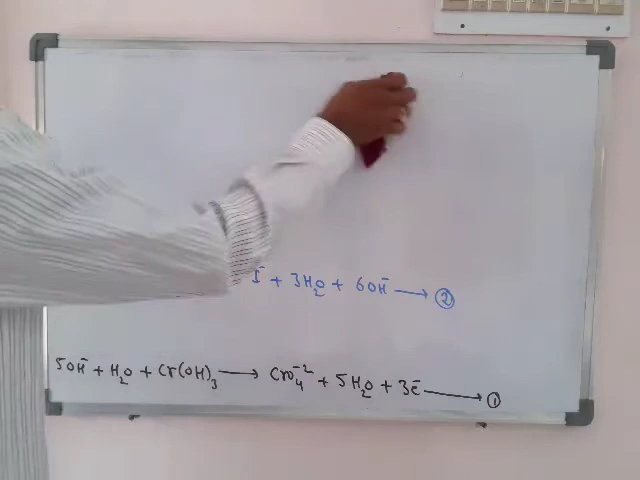 I⁻ + 3H₂O + 6OH⁻ ⟶ ②
5OH⁻ + H₂O + Cr(OH)₃ ⟶ CrO₄⁻² + 5H₂O + 3e⁻ ⟶ ①